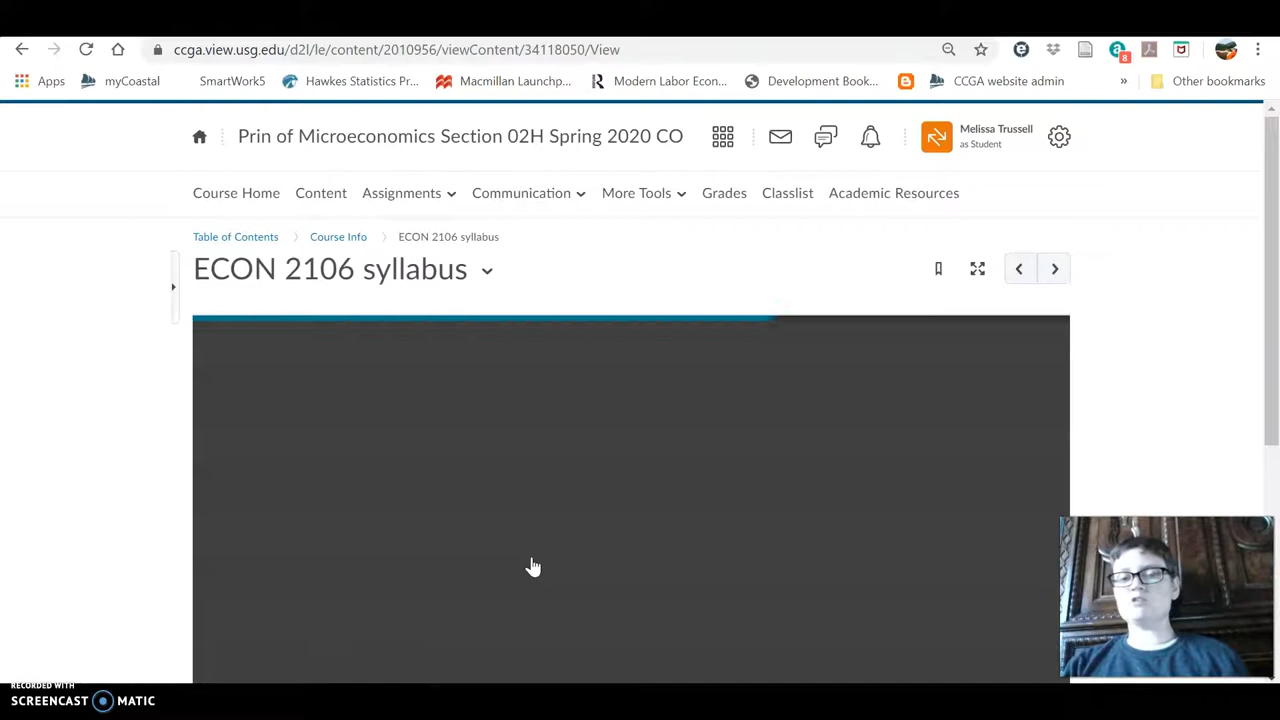 ccga.view.usg.edu/d2l/le/content/2010956/viewContent/34118050/View
8
Apps myCoastal SmartWork5 Hawkes Statistics Pr... Macmillan Launchp... Modern Labor Econ... Development Book... CCGA website admin » Other bookmarks
Prin of Microeconomics Section 02H Spring 2020 CO
Melissa Trussell
as Student
Course Home Content Assignments Communication More Tools Grades Classlist Academic Resources
Table of Contents Course Info ECON 2106 syllabus
ECON 2106 syllabus
RECORDED WITH
SCREENCAST MATIC